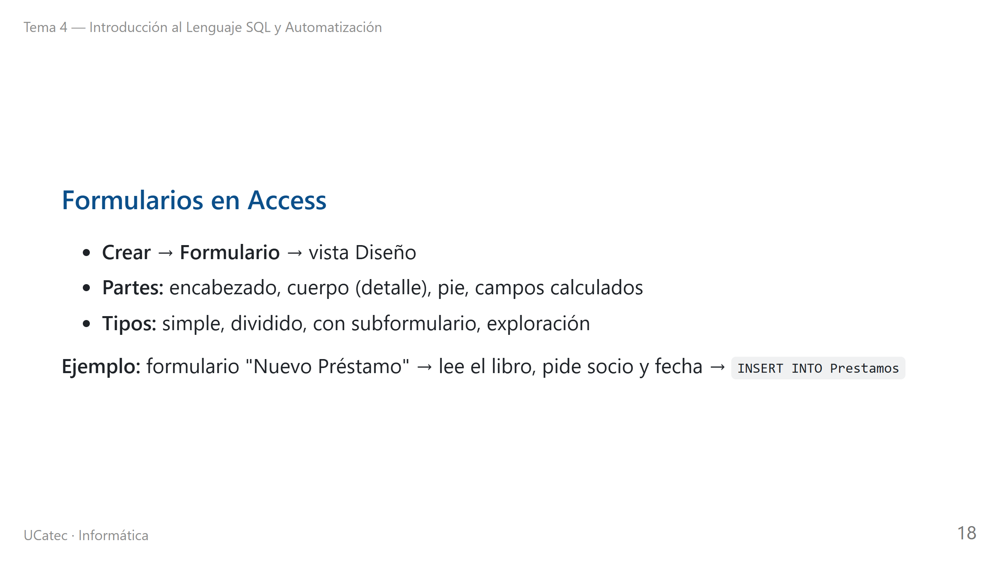 Tema 4 — Introducción al Lenguaje SQL y Automatización
Formularios en Access
• Crear → Formulario → vista Diseño
• Partes: encabezado, cuerpo (detalle), pie, campos calculados
• Tipos: simple, dividido, con subformulario, exploración
Ejemplo: formulario "Nuevo Préstamo" → lee el libro, pide socio y fecha → INSERT INTO Prestamos
UCatec · Informática
18